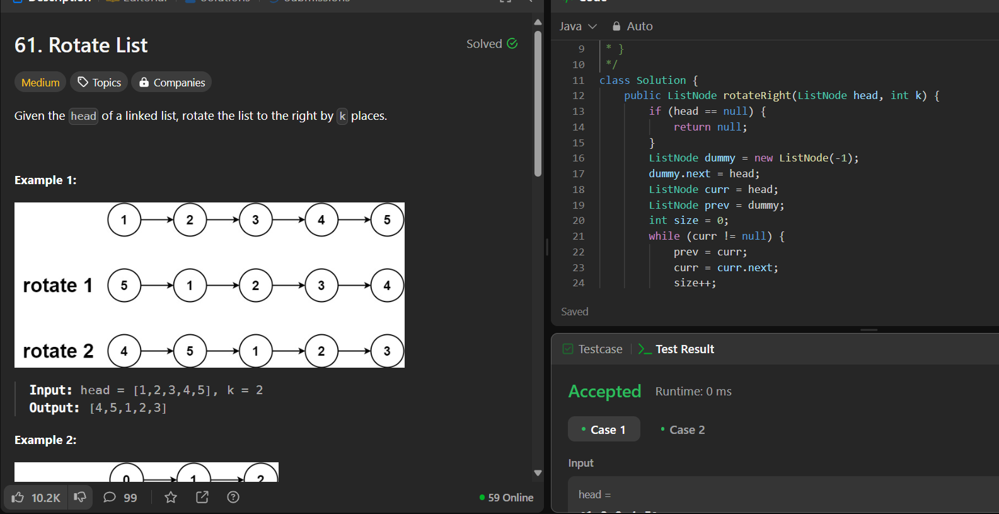 Description Editorial Solutions Submissions
61. Rotate List
Solved
Medium Topics Companies
Given the head of a linked list, rotate the list to the right by k places.
Example 1:
1 2 3 4 5
rotate 1 5 1 2 3 4
rotate 2 4 5 1 2 3
Input: head = [1,2,3,4,5], k = 2
Output: [4,5,1,2,3]
Example 2:
0 1 2
10.2K 99
59 Online
Code
Java Auto
9 * }
10 */
11 class Solution {
12 public ListNode rotateRight(ListNode head, int k) {
13 if (head == null) {
14 return null;
15 }
16 ListNode dummy = new ListNode(-1);
17 dummy.next = head;
18 ListNode curr = head;
19 ListNode prev = dummy;
20 int size = 0;
21 while (curr != null) {
22 prev = curr;
23 curr = curr.next;
24 size++;
Saved
Testcase >_ Test Result
Accepted Runtime: 0 ms
• Case 1 • Case 2
Input
head =